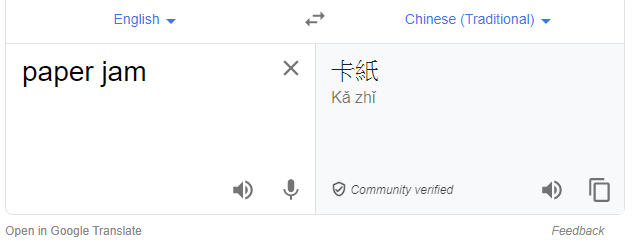 English Chinese (Traditional)
paper jam
卡紙
Kǎ zhǐ
Community verified
Open in Google Translate Feedback